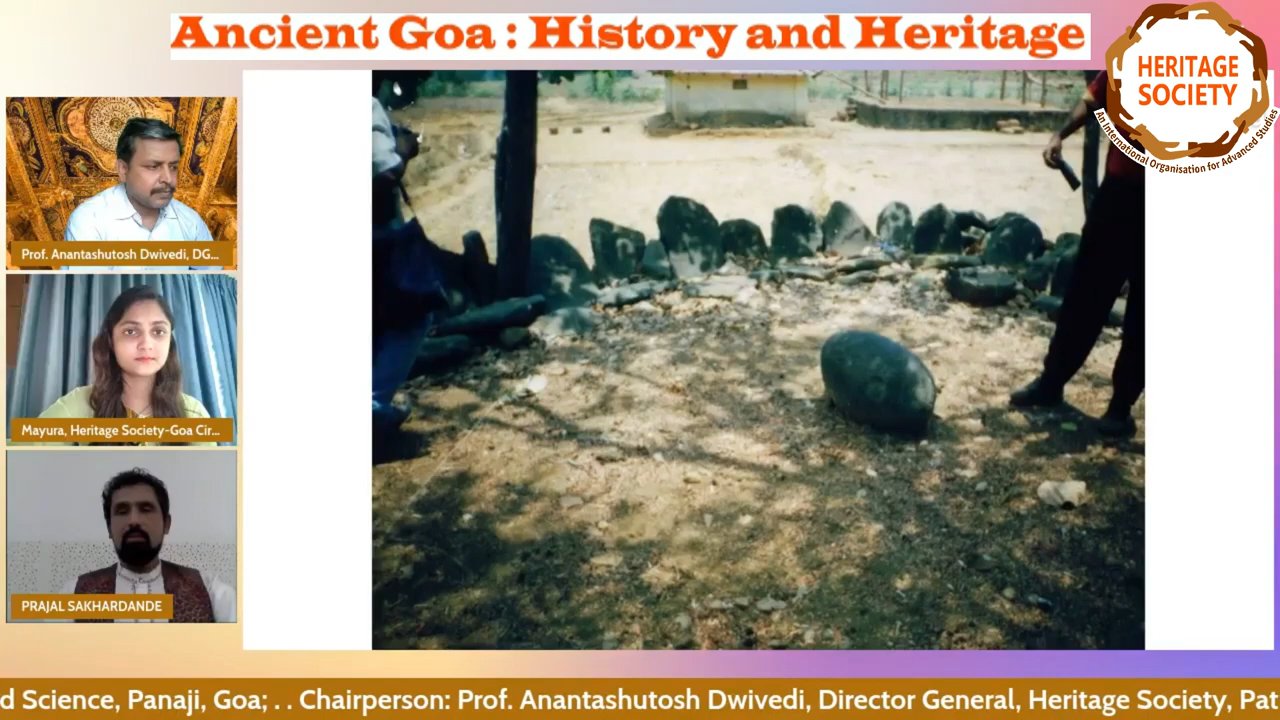 Ancient Goa : History and Heritage
HERITAGE
SOCIETY
An International Organisation for Advanced Studies
Prof. Anantashutosh Dwivedi, DG...
Mayura, Heritage Society-Goa Cir...
PRAJAL SAKHARDANDE
d Science, Panaji, Goa; . . Chairperson: Prof. Anantashutosh Dwivedi, Director General, Heritage Society, Pat